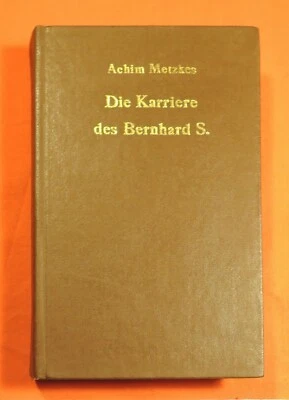 Achim Metzkes
Die Karriere
des Bernhard S.